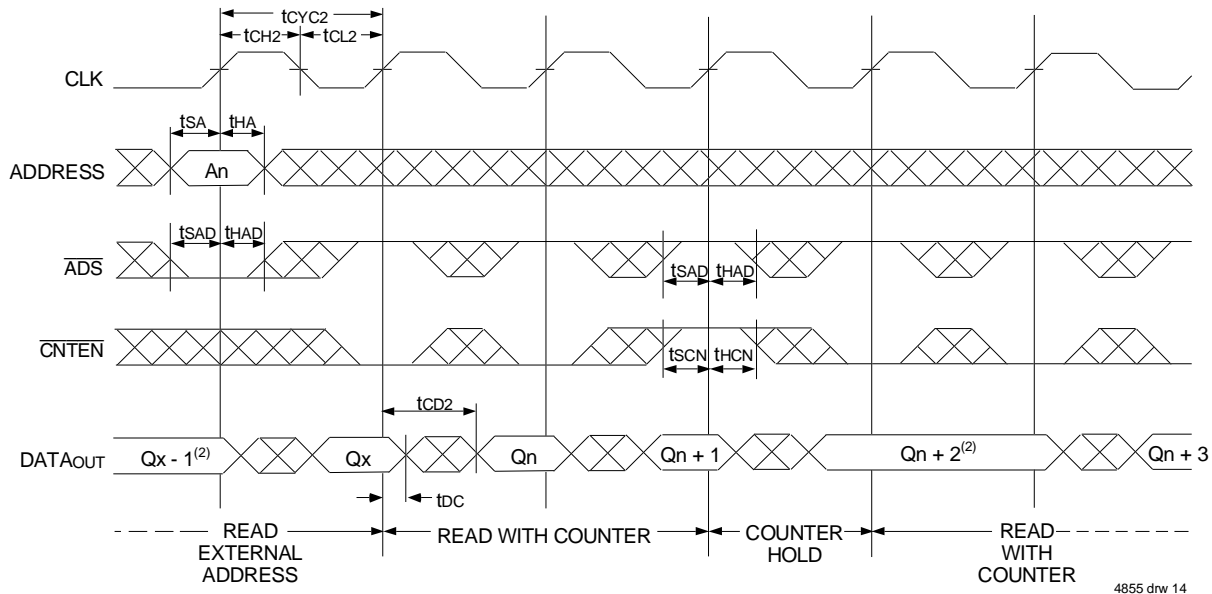 tCYC2
tCH2 tCL2
CLK
tSA tHA
ADDRESS An
tSAD tHAD
ADS
tSAD tHAD
CNTEN
tSCN tHCN
tCD2
DATAOUT Qx - 1(2) Qx Qn Qn + 1 Qn + 2(2) Qn + 3
tDC
READ EXTERNAL ADDRESS
READ WITH COUNTER
COUNTER HOLD
READ WITH COUNTER
4855 drw 14